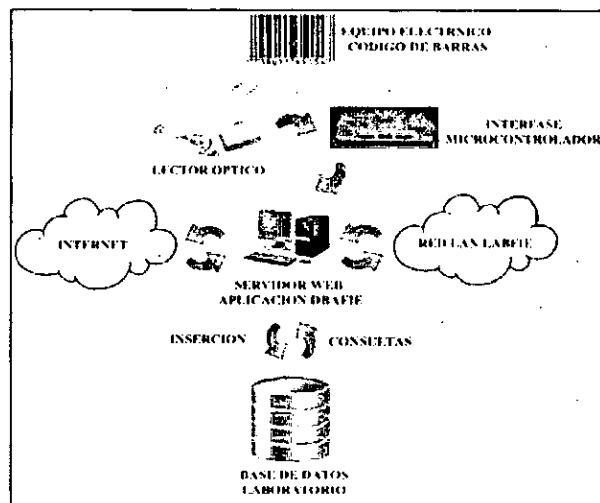 EQUIPO ELECTRNICO
CODIGO DE BARRAS
INTERFASE
MICROCONTROLADOR
LECTOR OPTICO
INTERNET
RED LAN LABFIE
SERVIDOR WEB
APLICACION DBAFIE
INSERCION
CONSULTAS
BASE DE DATOS
LABORATORIO